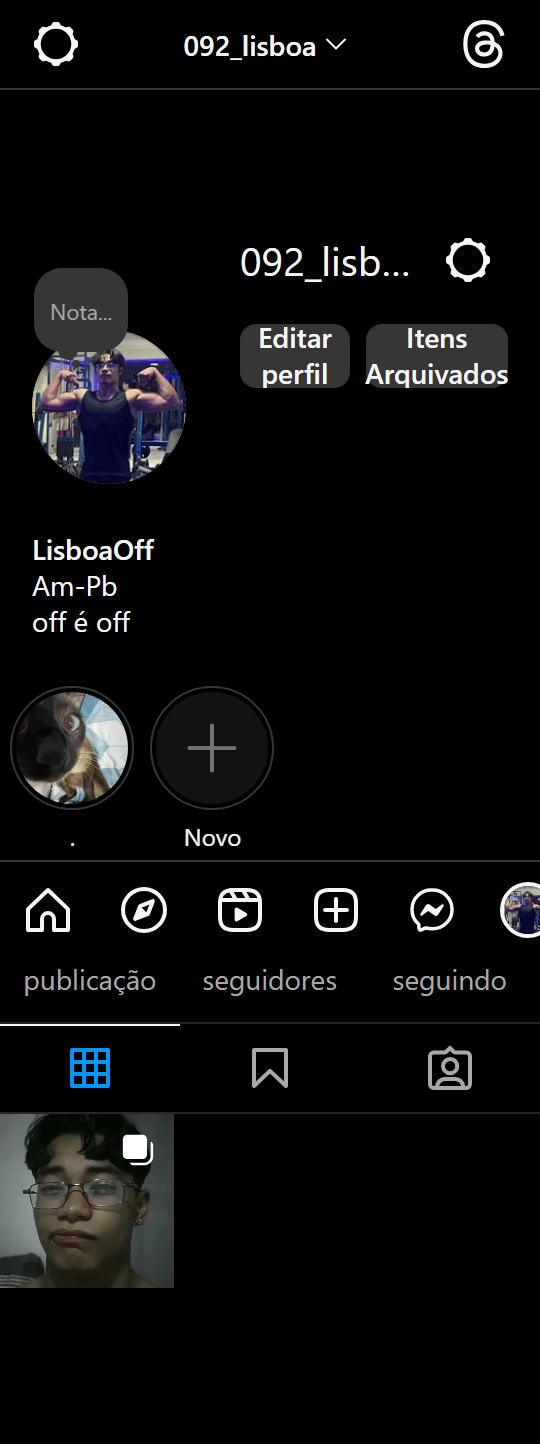 092_lisboa
092_lisb...
Nota...
Editar
perfil
Itens
Arquivados
LisboaOff
Am-Pb
off é off
.
Novo
publicação seguidores seguindo